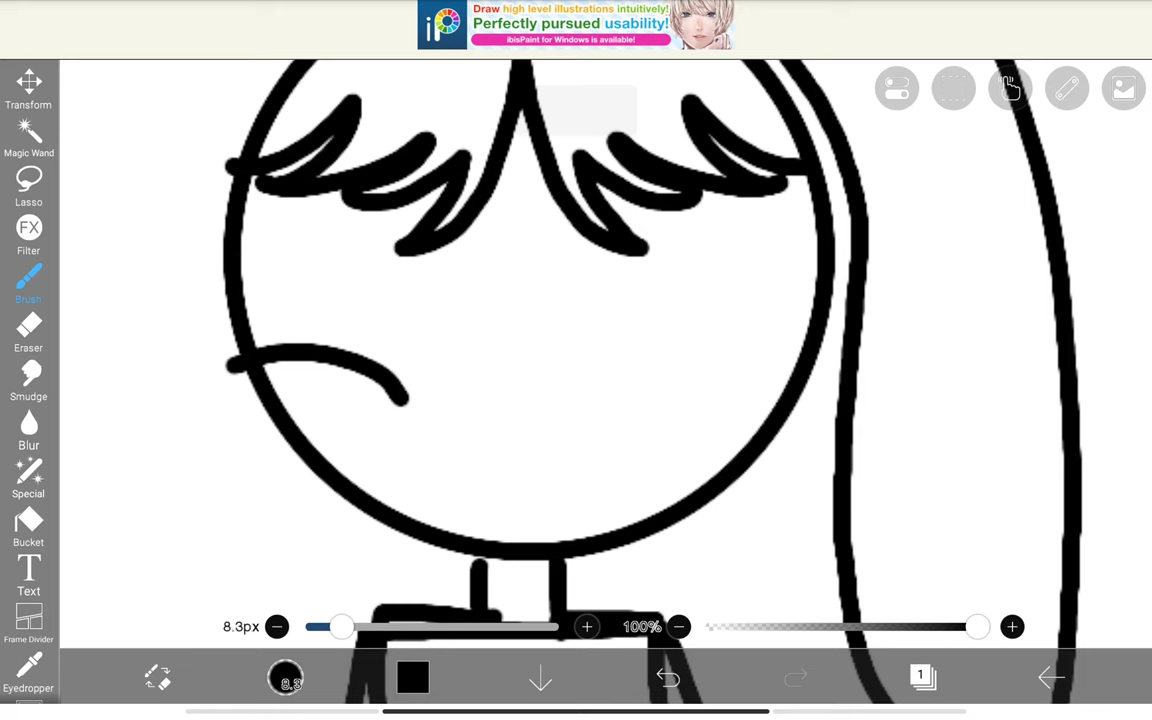 Draw high level illustrations intuitively!
Perfectly pursued usability!
ibisPaint for Windows is available!
iP
Transform
Magic Wand
Lasso
FX
Filter
Brush
Eraser
Smudge
Blur
Special
Bucket
T
Text
Frame Divider
Eyedropper
8.3px
100%
8.3
1